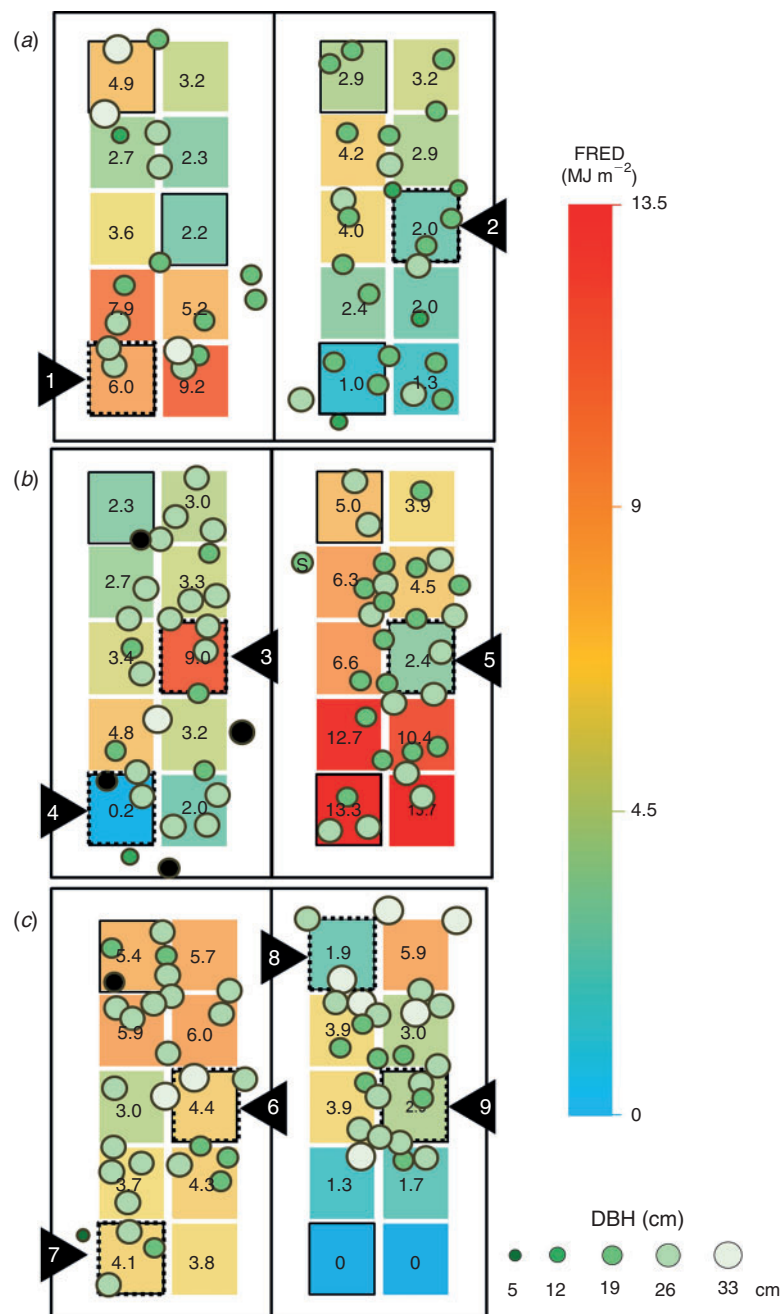 (a)
4.9 3.2 2.9 3.2
2.7 2.3 4.2 2.9
3.6 2.2 4.0 2.0 2
7.9 5.2 2.4 2.0
1 6.0 9.2 1.0 1.3
(b)
2.3 3.0 5.0 3.9
S
2.7 3.3 6.3 4.5
3.4 9.0 3 6.6 2.4 5
4.8 3.2 12.7 10.4
4 0.2 2.0 13.3
(c)
5.4 5.7 8 1.9 5.9
5.9 6.0 3.9 3.0
3.0 4.4 6 3.9 9
3.7 4.3 1.3 1.7
7 4.1 3.8 0 0
FRED
(MJ m−2)
13.5
9
4.5
0
DBH (cm)
5 12 19 26 33 cm